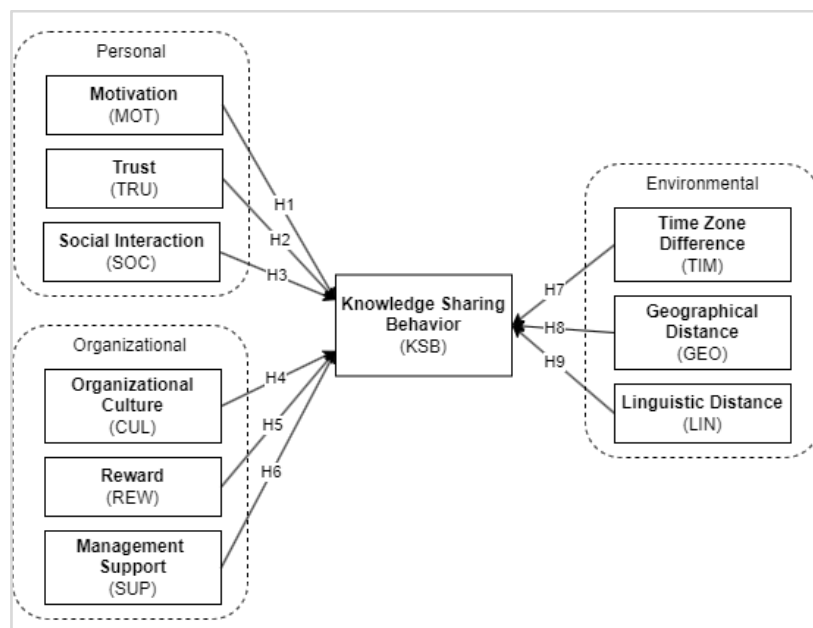 Personal
Motivation
(MOT)
Trust
(TRU)
Social Interaction
(SOC)
H1
H2
H3
Organizational
Organizational
Culture
(CUL)
Reward
(REW)
Management
Support
(SUP)
H4
H5
H6
Knowledge Sharing
Behavior
(KSB)
Environmental
Time Zone
Difference
(TIM)
Geographical
Distance
(GEO)
Linguistic Distance
(LIN)
H7
H8
H9